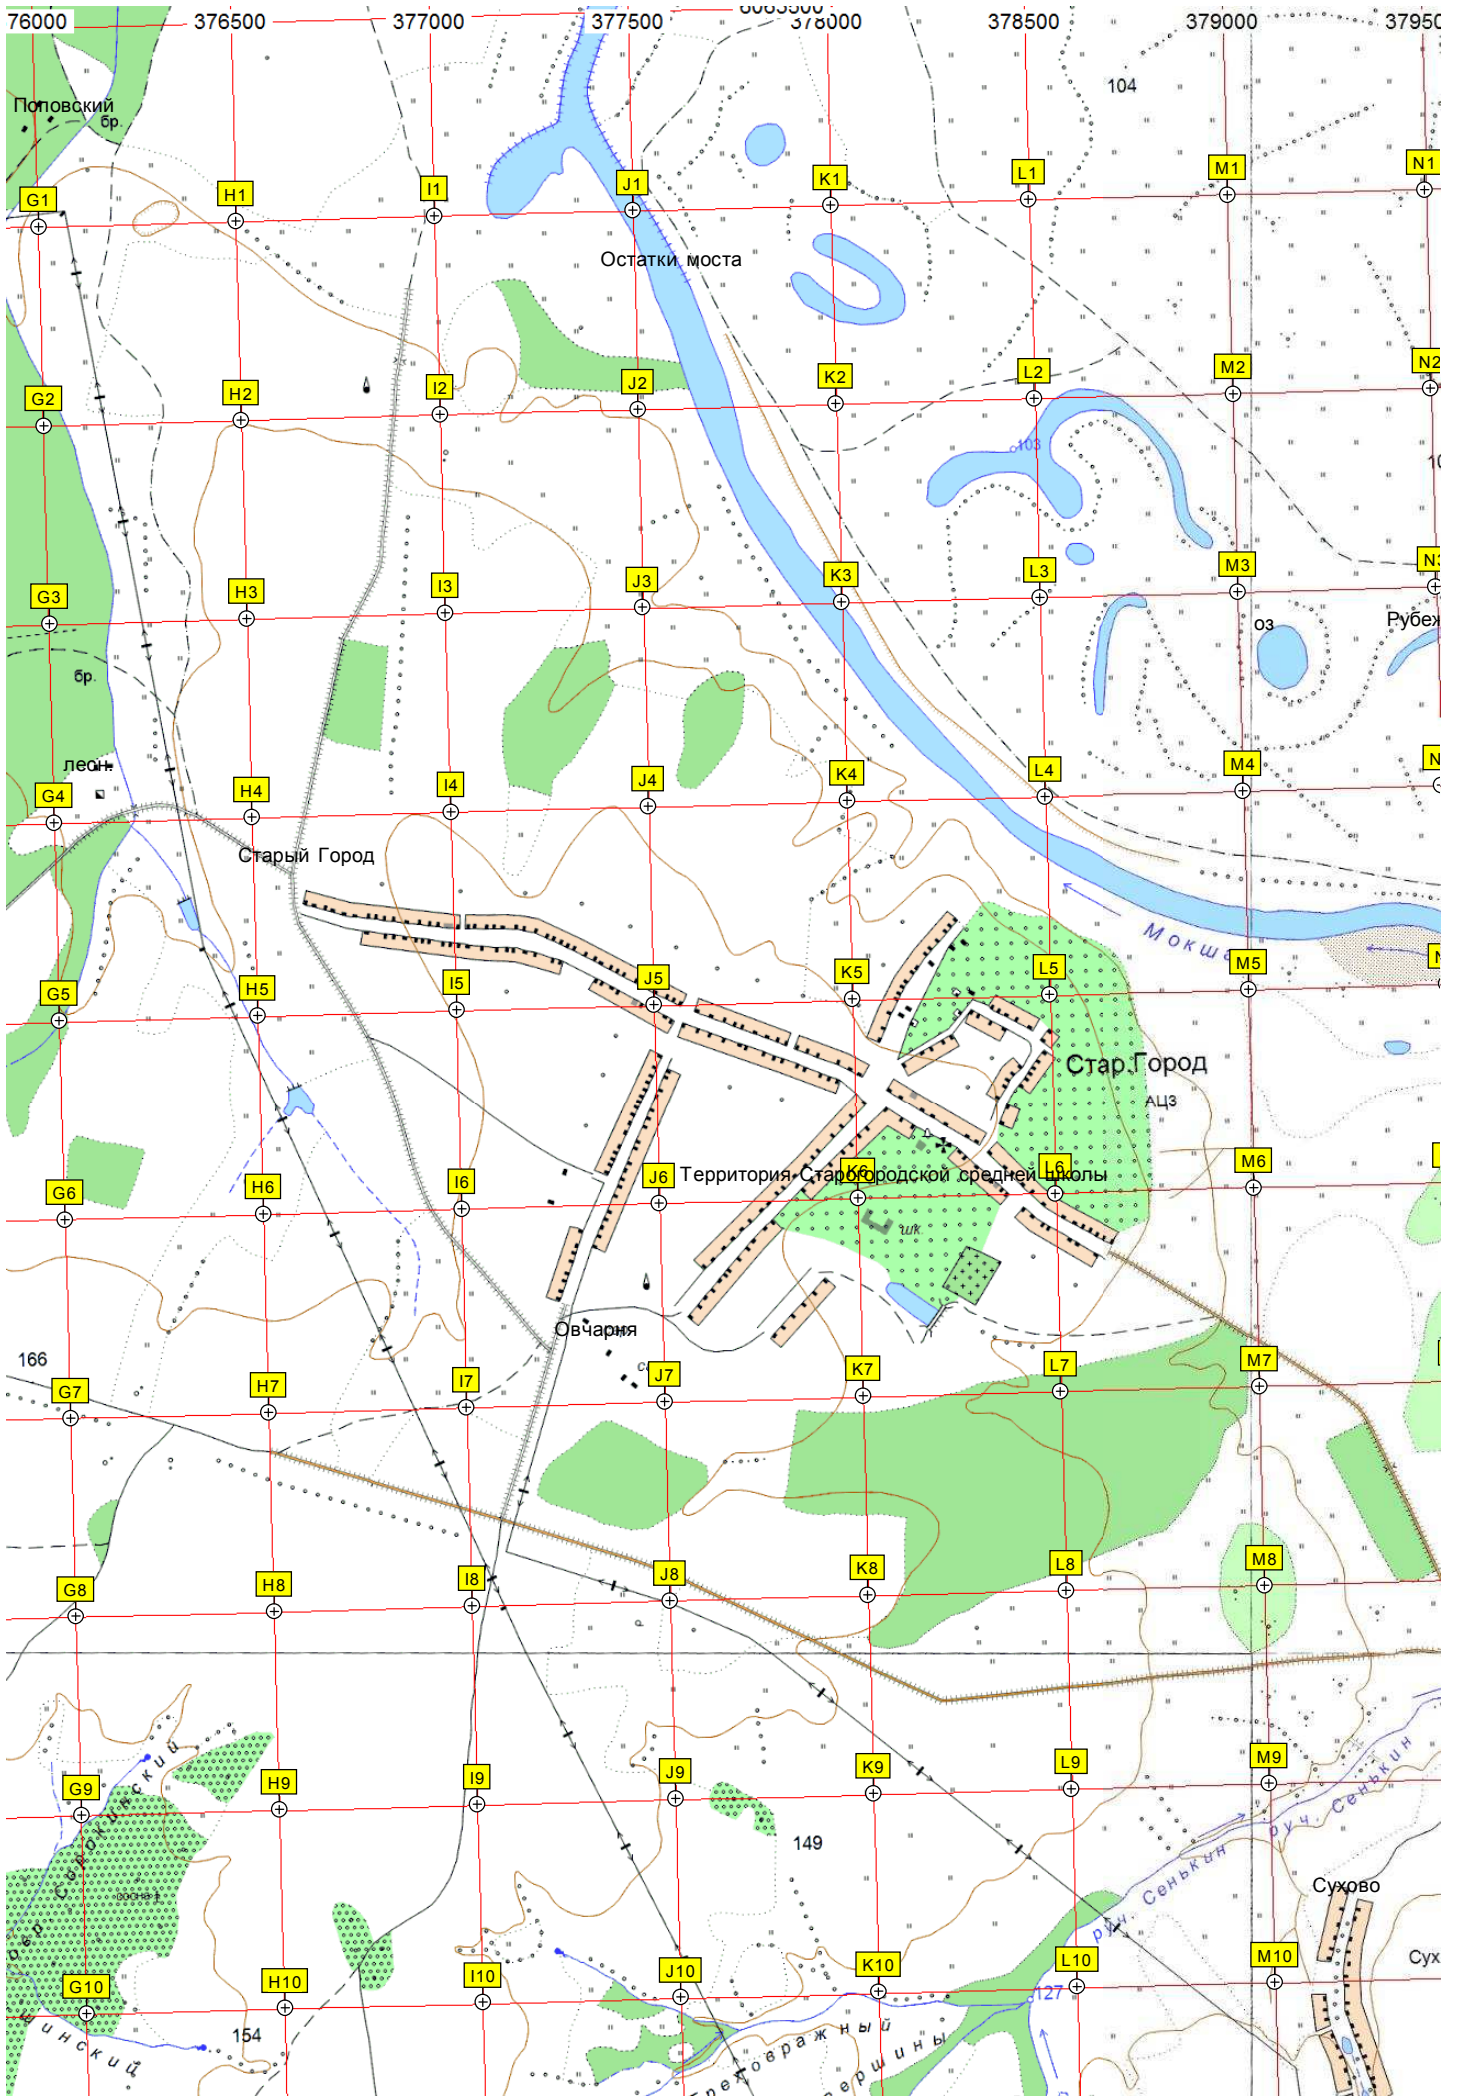 76000 376500 377000 377500 378000 378500 379000
104
Поповский
бр.
G1 H1 I1 J1 K1 L1 M1 N1
Остатки моста
G2 H2 I2 J2 K2 L2 M2 N2
103
G3 H3 I3 J3 K3 L3 M3
оз
бр.
G4 H4 I4 J4 K4 L4 M4
Старый Город
G5 H5 I5 J5 K5 L5 M5
Стар.Город
АЦЗ
G6 H6 I6 J6 K6 L6 M6
Территория Старогородской средней школы
шк.
Овчарня
166
G7 H7 I7 J7 K7 L7 M7
G8 H8 I8 J8 K8 L8 M8
G9 H9 I9 J9 K9 L9 M9
руч. Сенькин
149
руч. Сенькин
Сухово
G10 H10 I10 J10 K10 L10 M10
127
154